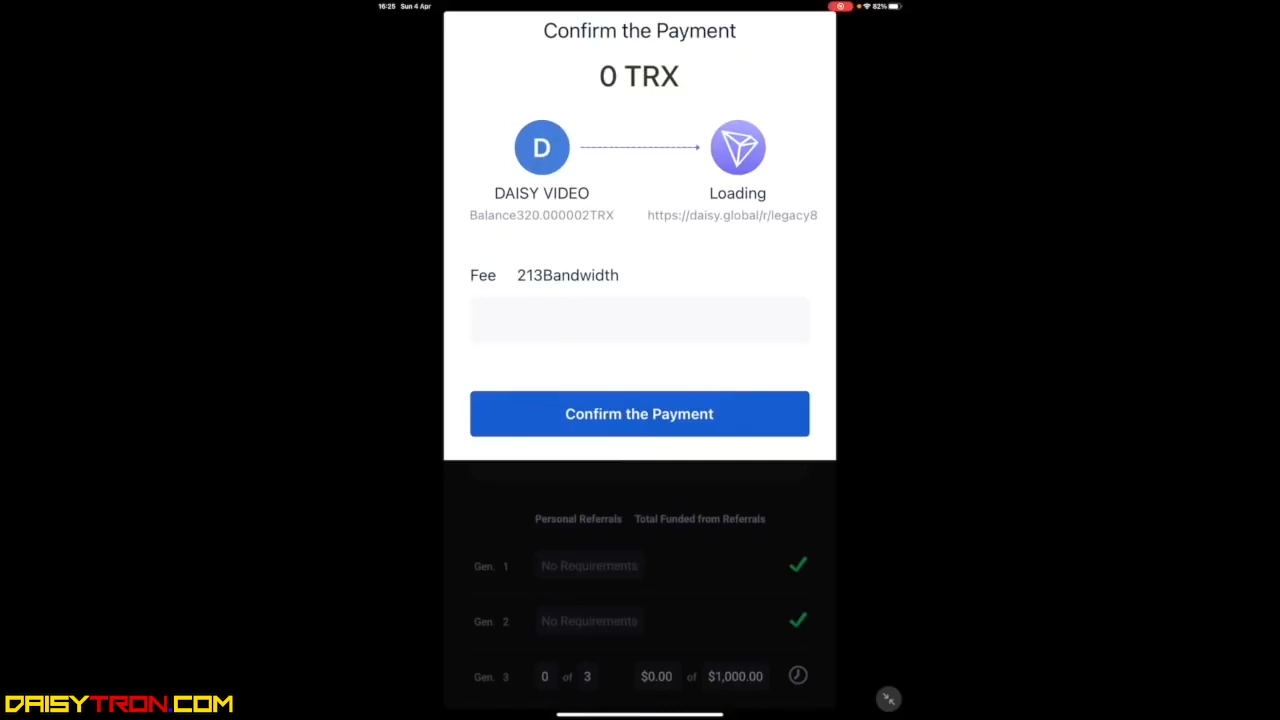 16:25 Sun 4 Apr 82%
Confirm the Payment
0 TRX
D
DAISY VIDEO Loading
Balance320.000002TRX https://daisy.global/r/legacy8
Fee 213Bandwidth
Confirm the Payment
Personal Referrals Total Funded from Referrals
Gen. 1 No Requirements
Gen. 2 No Requirements
Gen. 3 0 of 3 $0.00 of $1,000.00
DAISYTRON.COM